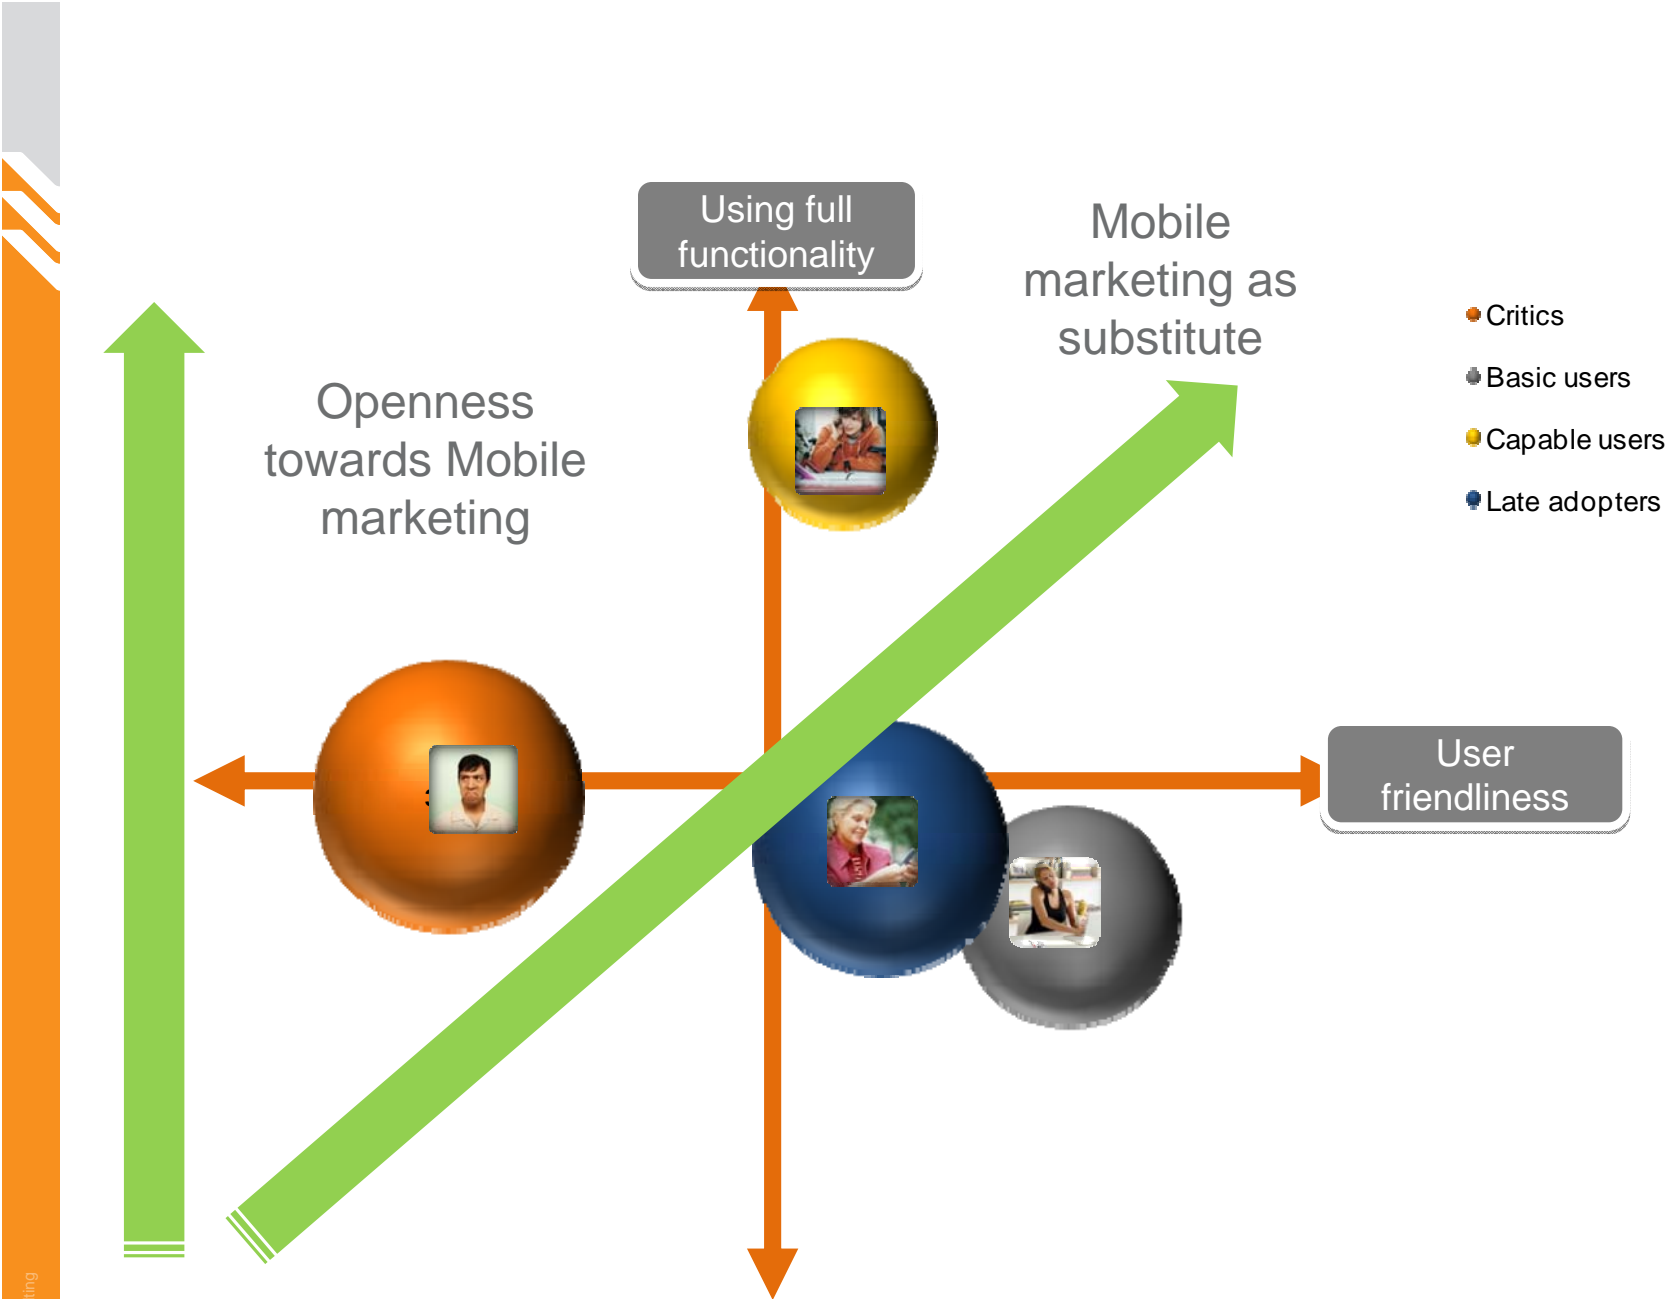 Using full
functionality
Mobile
marketing as
substitute
Openness
towards Mobile
marketing
Critics
Basic users
Capable users
Late adopters
User
friendliness